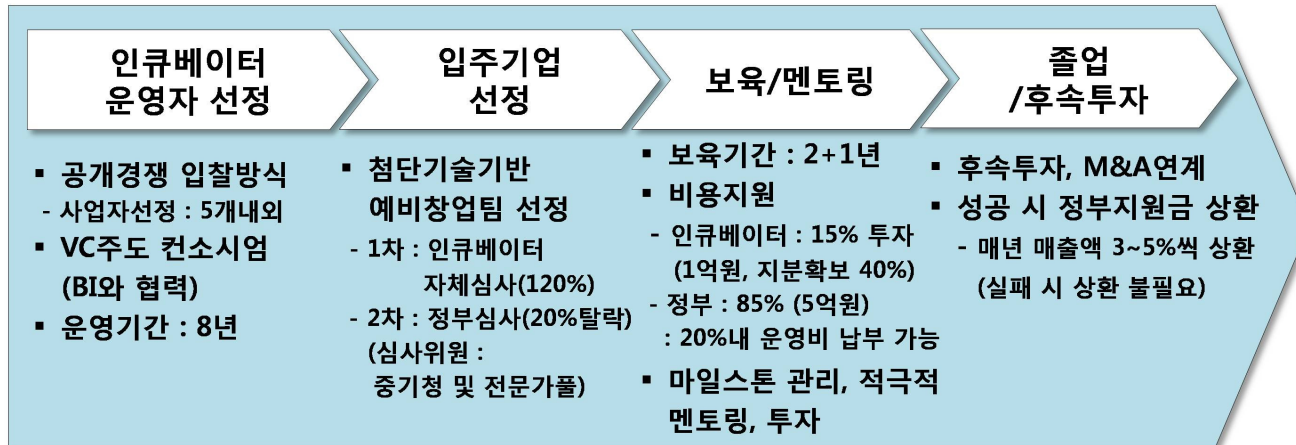 인큐베이터
운영자 선정
▪ 공개경쟁 입찰방식
- 사업자선정 : 5개내외
▪ VC주도 컨소시엄
(BI와 협력)
▪ 운영기간 : 8년
입주기업
선정
▪ 첨단기술기반
예비창업팀 선정
- 1차 : 인큐베이터
자체심사(120%)
- 2차 : 정부심사(20%탈락)
(심사위원 :
중기청 및 전문가풀)
보육/멘토링
▪ 보육기간 : 2+1년
▪ 비용지원
- 인큐베이터 : 15% 투자
(1억원, 지분확보 40%)
- 정부 : 85% (5억원)
: 20%내 운영비 납부 가능
▪ 마일스톤 관리, 적극적
멘토링, 투자
졸업
/후속투자
▪ 후속투자, M&A연계
▪ 성공 시 정부지원금 상환
- 매년 매출액 3~5%씩 상환
(실패 시 상환 불필요)